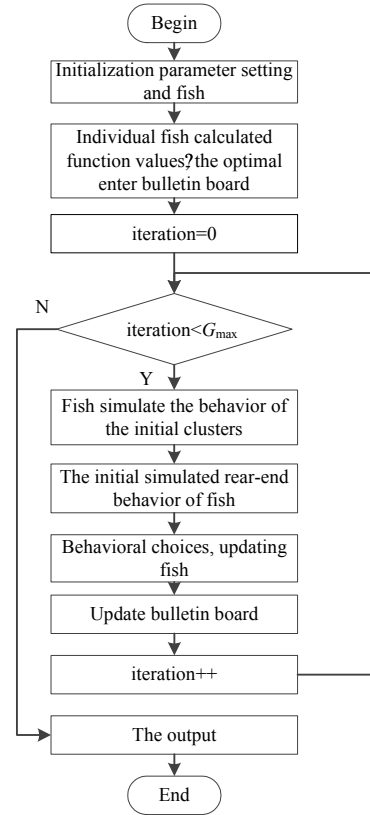 Begin
Initialization parameter setting
and fish
Individual fish calculated
function values?the optimal
enter bulletin board
iteration=0
N
iteration<Gmax
Y
Fish simulate the behavior of
the initial clusters
The initial simulated rear-end
behavior of fish
Behavioral choices, updating
fish
Update bulletin board
iteration++
The output
End